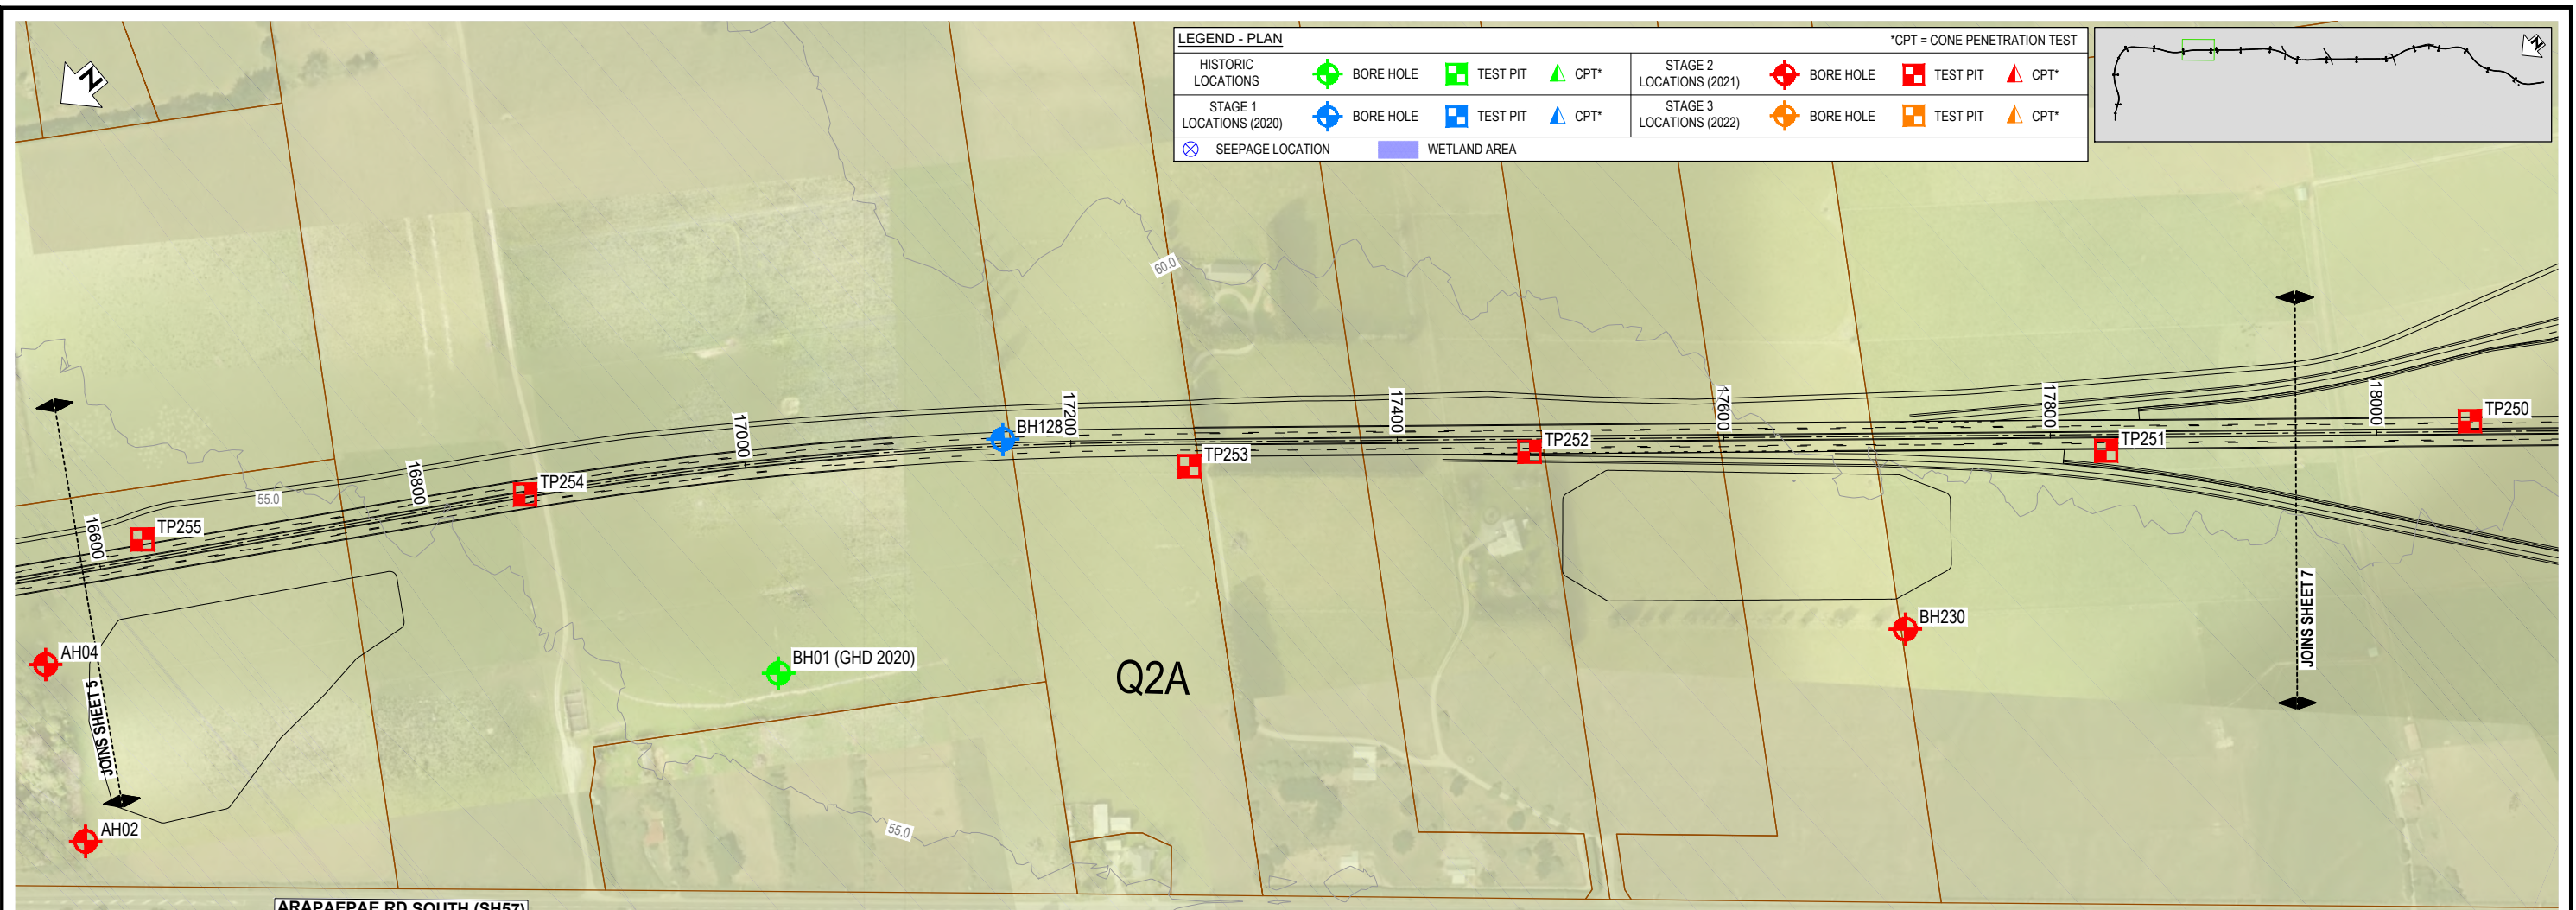 LEGEND - PLAN
*CPT = CONE PENETRATION TEST
HISTORIC
LOCATIONS
BORE HOLE
TEST PIT
CPT*
STAGE 2
LOCATIONS (2021)
BORE HOLE
TEST PIT
CPT*
STAGE 1
LOCATIONS (2020)
BORE HOLE
TEST PIT
CPT*
STAGE 3
LOCATIONS (2022)
BORE HOLE
TEST PIT
CPT*
SEEPAGE LOCATION
WETLAND AREA
N
N
60.0
55.0
55.0
16600
16800
17000
17200
17400
17600
17800
18000
TP255
TP254
BH128
TP253
TP252
TP251
TP250
AH04
BH01 (GHD 2020)
BH230
Q2A
AH02
JOINS SHEET 5
JOINS SHEET 7
ARAPAEPAE RD SOUTH (SH57)